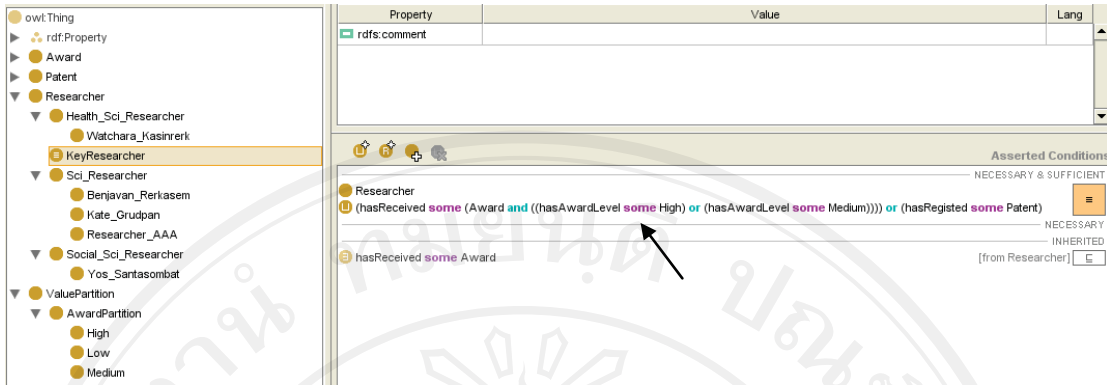 owl:Thing
rdf:Property
Award
Patent
Researcher
Health_Sci_Researcher
Watchara_Kasinrerk
KeyResearcher
Sci_Researcher
Benjavan_Rerkasem
Kate_Grudpan
Researcher_AAA
Social_Sci_Researcher
Yos_Santasombat
ValuePartition
AwardPartition
High
Low
Medium
Property Value Lang
rdfs:comment
Asserted Conditions
NECESSARY & SUFFICIENT
Researcher
(hasReceived some (Award and ((hasAwardLevel some High) or (hasAwardLevel some Medium)))) or (hasRegisted some Patent)
NECESSARY
INHERITED
hasReceived some Award [from Researcher]